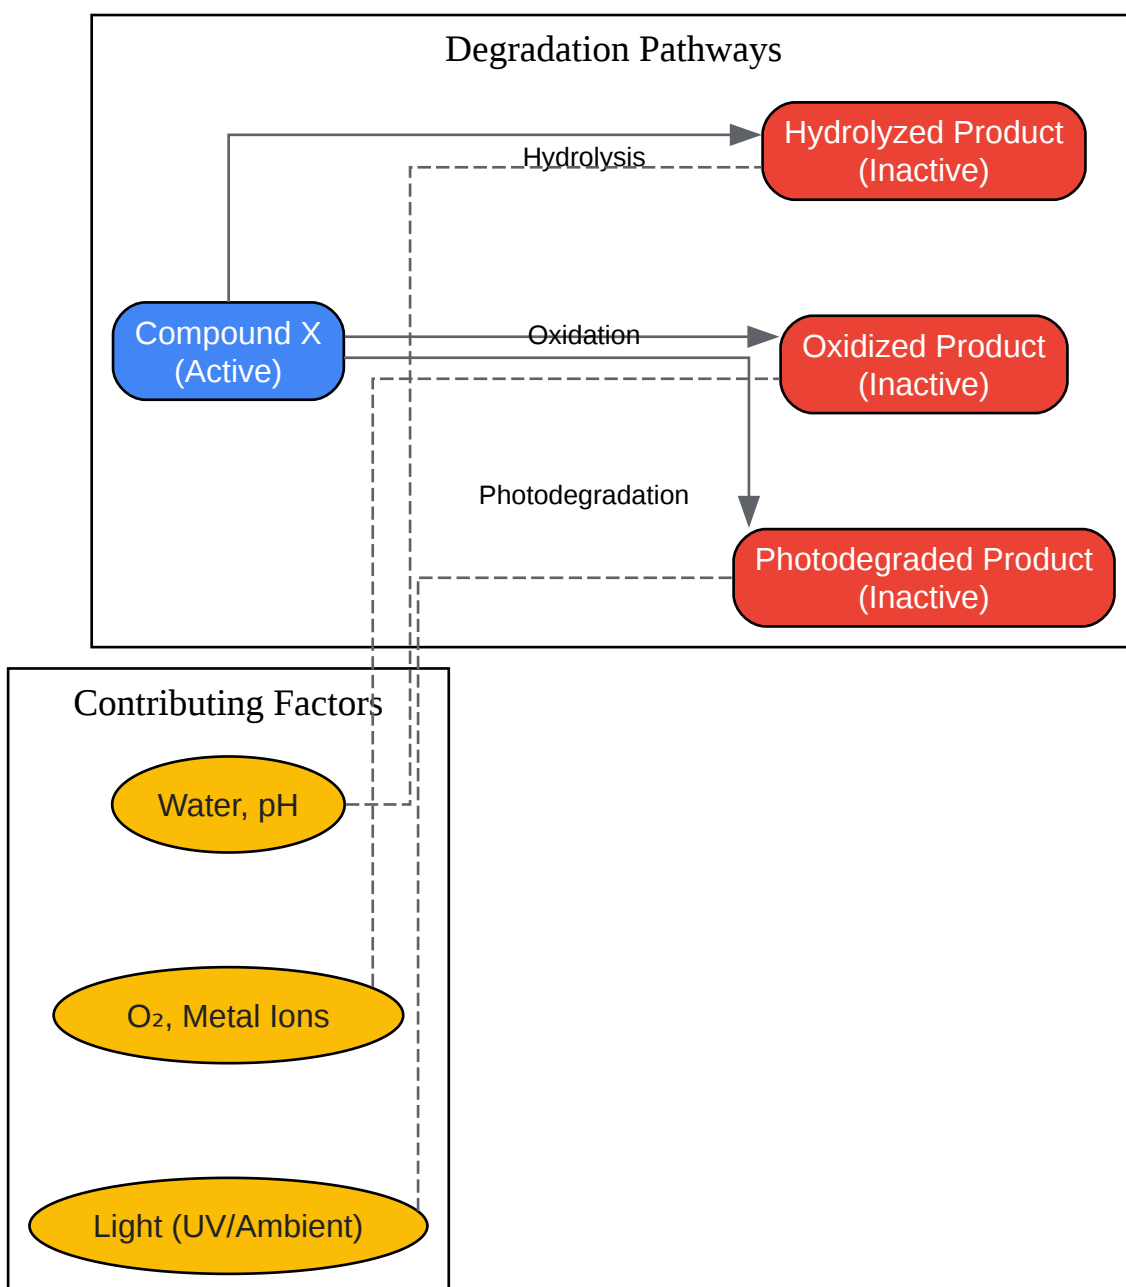 Degradation Pathways
Hydrolyzed Product
(Inactive)
Hydrolysis
Compound X
(Active)
Oxidation
Oxidized Product
(Inactive)
Photodegradation
Photodegraded Product
(Inactive)
Contributing Factors
Water, pH
O₂, Metal Ions
Light (UV/Ambient)